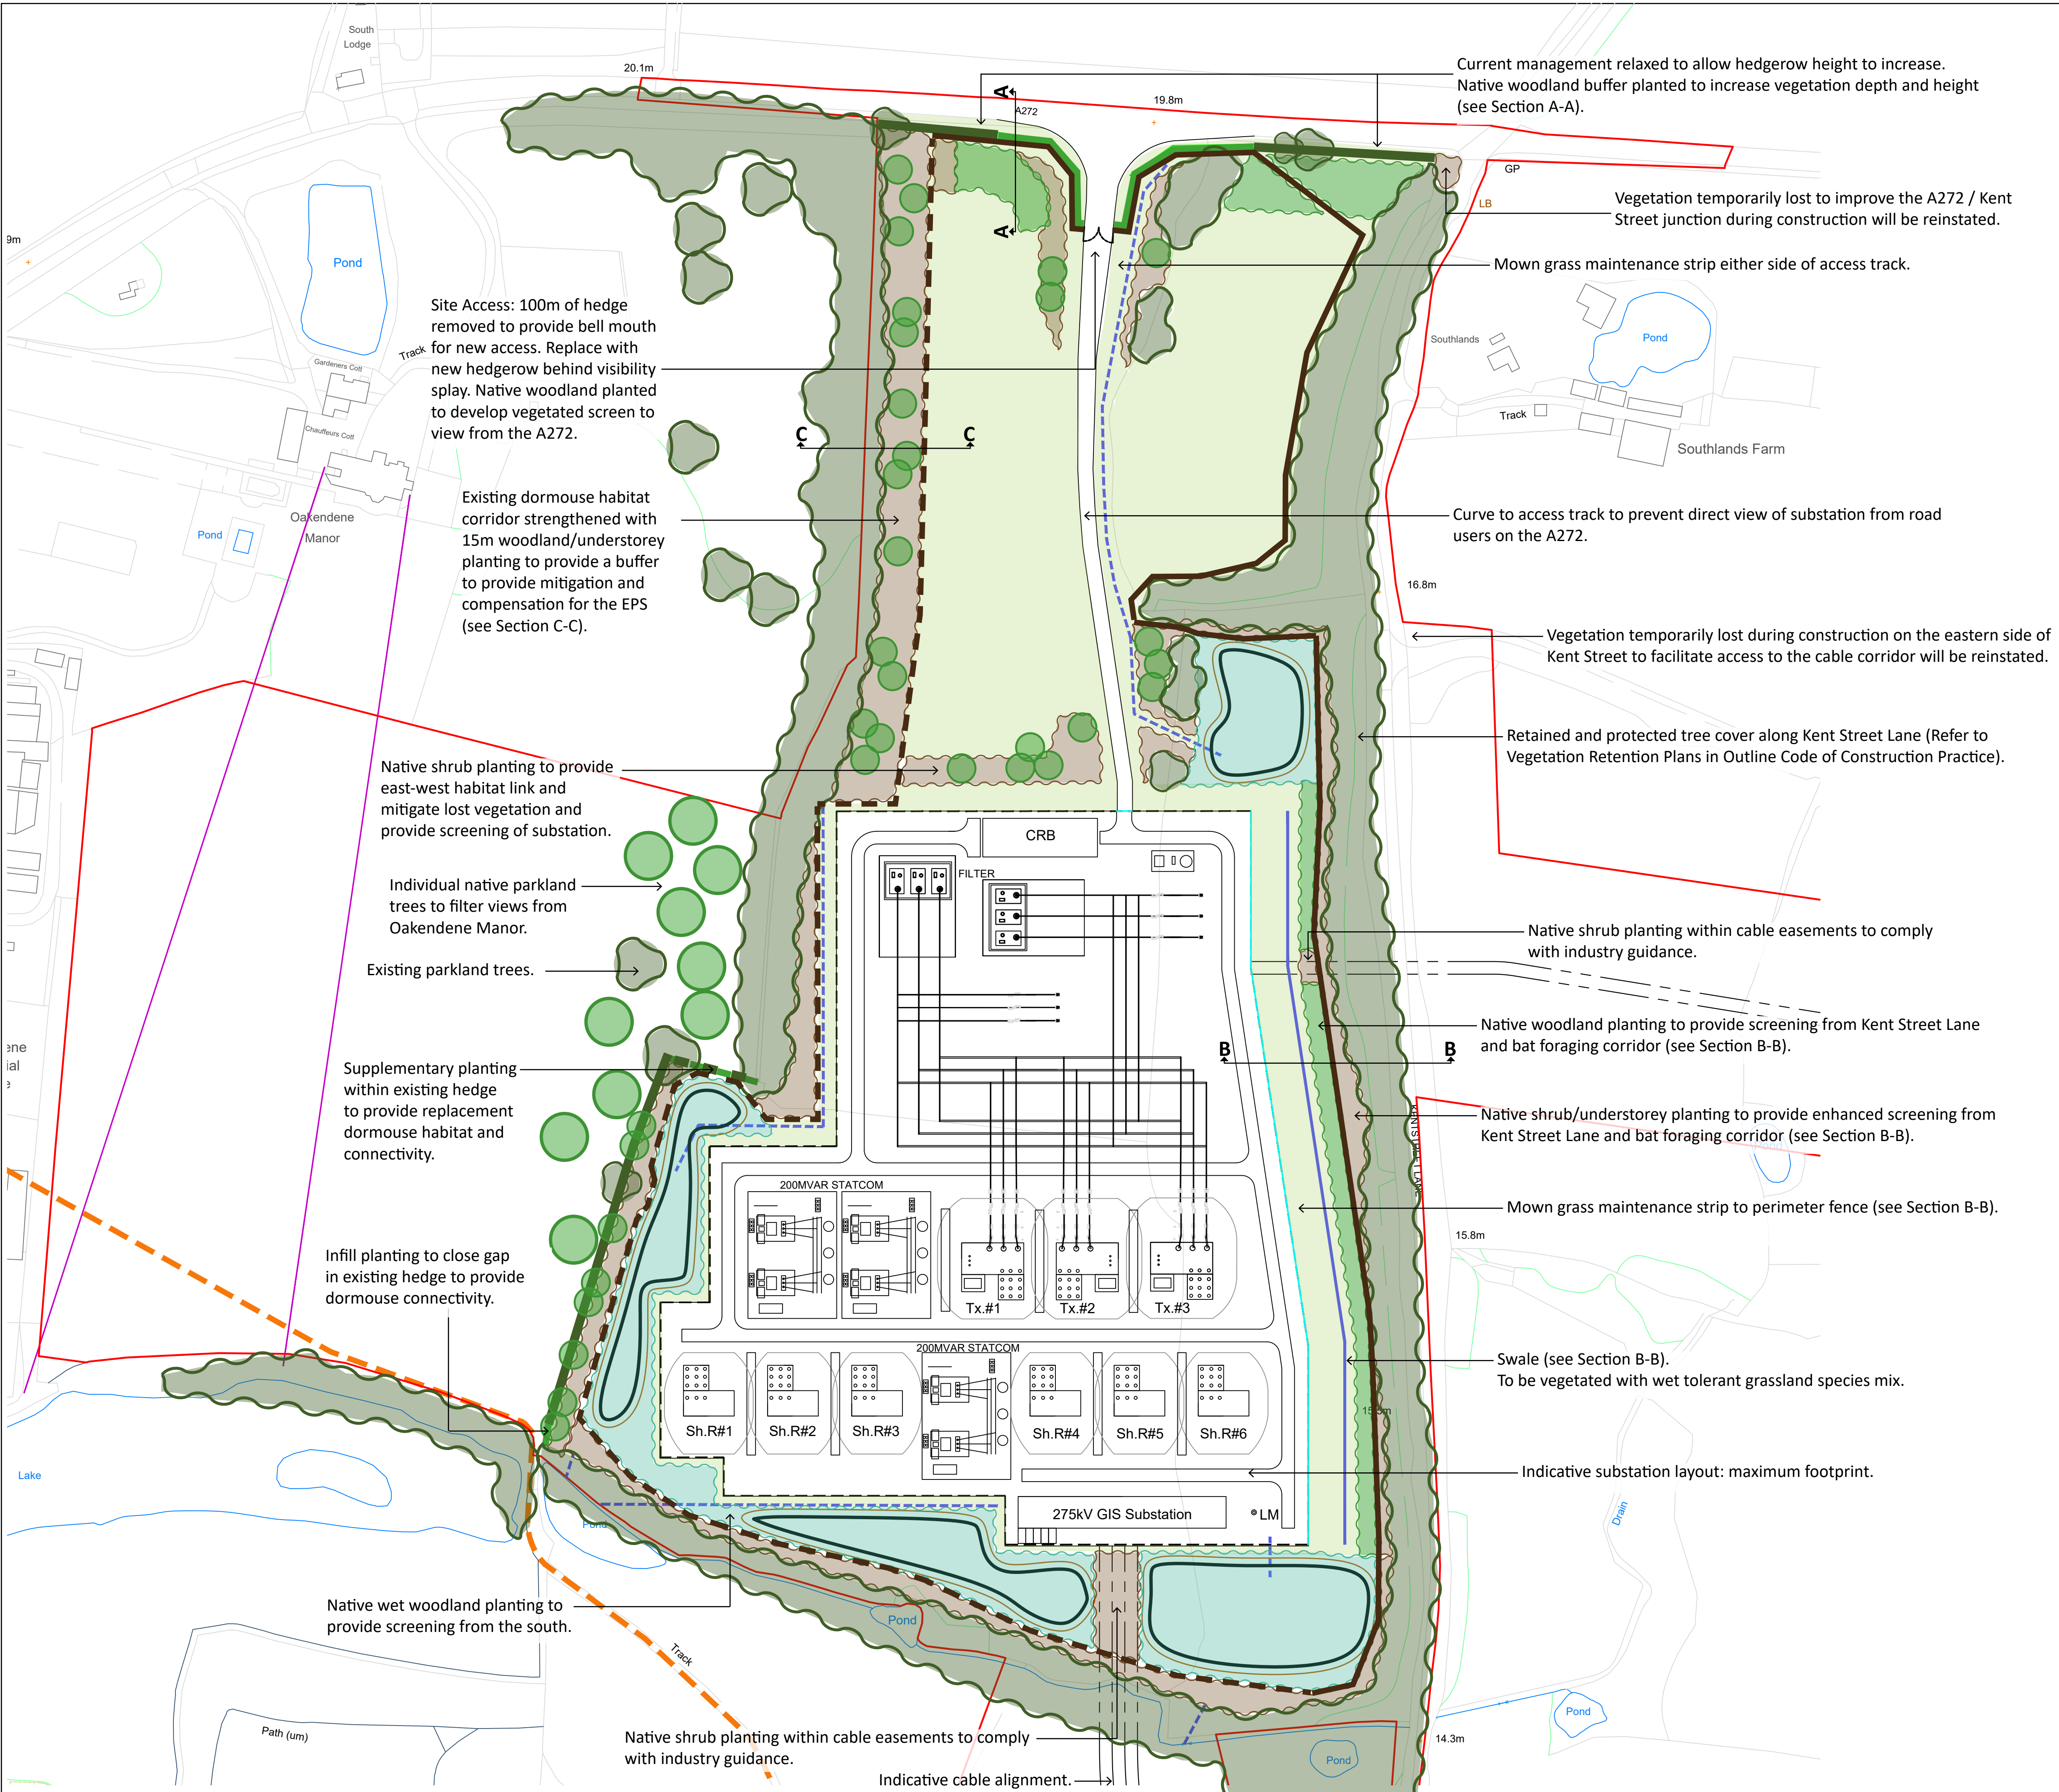 South
Lodge
20.1m
A272
19.8m
Current management relaxed to allow hedgerow height to increase.
Native woodland buffer planted to increase vegetation depth and height
(see Section A-A).
A
A
GP
LB
Vegetation temporarily lost to improve the A272 / Kent
Street junction during construction will be reinstated.
9m
Pond
Mown grass maintenance strip either side of access track.
Site Access: 100m of hedge
removed to provide bell mouth
for new access. Replace with
new hedgerow behind visibility
splay. Native woodland planted
to develop vegetated screen to
view from the A272.
Track
Gardeners Cott
Chauffeurs Cott
Southlands
Pond
Track
Southlands Farm
C
C
Existing dormouse habitat
corridor strengthened with
15m woodland/understorey
planting to provide a buffer
to provide mitigation and
compensation for the EPS
(see Section C-C).
Oakendene
Manor
Pond
Curve to access track to prevent direct view of substation from road
users on the A272.
16.8m
Vegetation temporarily lost during construction on the eastern side of
Kent Street to facilitate access to the cable corridor will be reinstated.
Retained and protected tree cover along Kent Street Lane (Refer to
Vegetation Retention Plans in Outline Code of Construction Practice).
Native shrub planting to provide
east-west habitat link and
mitigate lost vegetation and
provide screening of substation.
CRB
FILTER
Individual native parkland
trees to filter views from
Oakendene Manor.
Native shrub planting within cable easements to comply
with industry guidance.
Existing parkland trees.
Native woodland planting to provide screening from Kent Street Lane
and bat foraging corridor (see Section B-B).
B
B
ene
ial
e
Supplementary planting
within existing hedge
to provide replacement
dormouse habitat and
connectivity.
KENT STREET LANE
Native shrub/understorey planting to provide enhanced screening from
Kent Street Lane and bat foraging corridor (see Section B-B).
200MVAR STATCOM
Mown grass maintenance strip to perimeter fence (see Section B-B).
15.8m
Infill planting to close gap
in existing hedge to provide
dormouse connectivity.
Tx.#1
Tx.#2
Tx.#3
200MVAR STATCOM
Swale (see Section B-B).
To be vegetated with wet tolerant grassland species mix.
Sh.R#1
Sh.R#2
Sh.R#3
Sh.R#4
Sh.R#5
Sh.R#6
Lake
Indicative substation layout: maximum footprint.
275kV GIS Substation
LM
Drain
Pond
Native wet woodland planting to
provide screening from the south.
Pond
Track
Path (um)
Native shrub planting within cable easements to comply
with industry guidance.
Indicative cable alignment.
Pond
Pond
14.3m